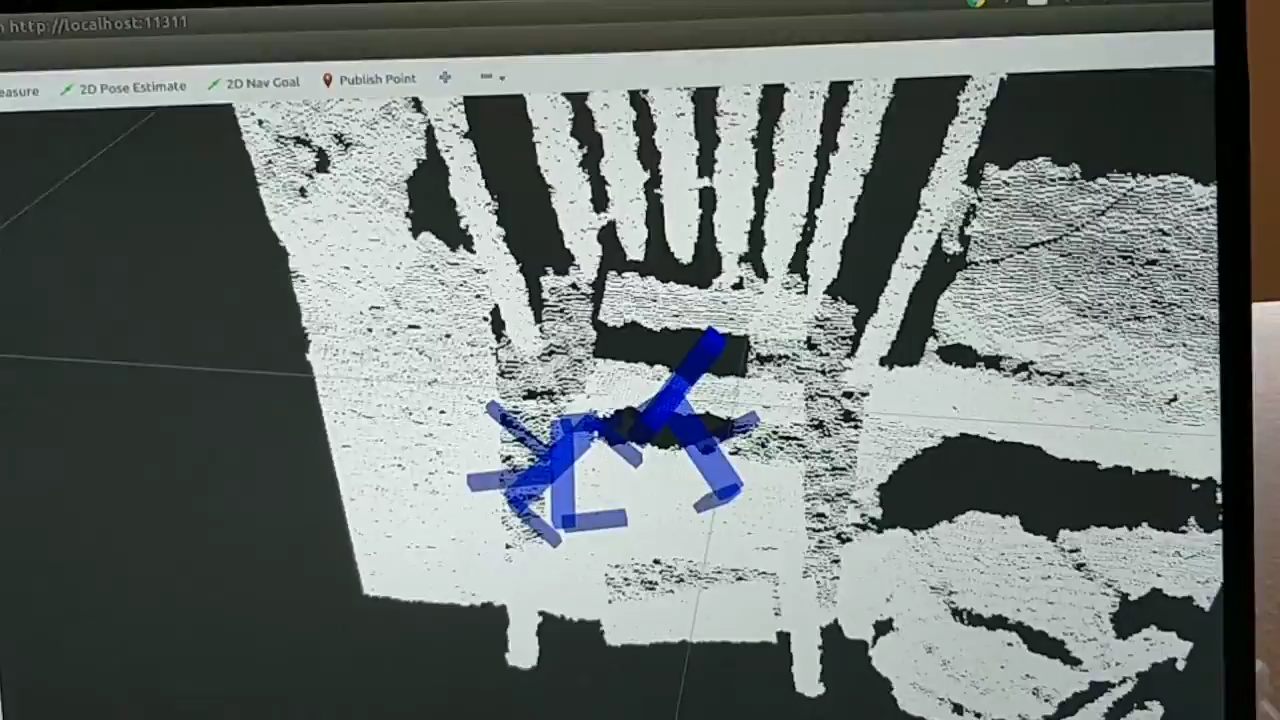 http://localhost:11311
easure 2D Pose Estimate 2D Nav Goal Publish Point